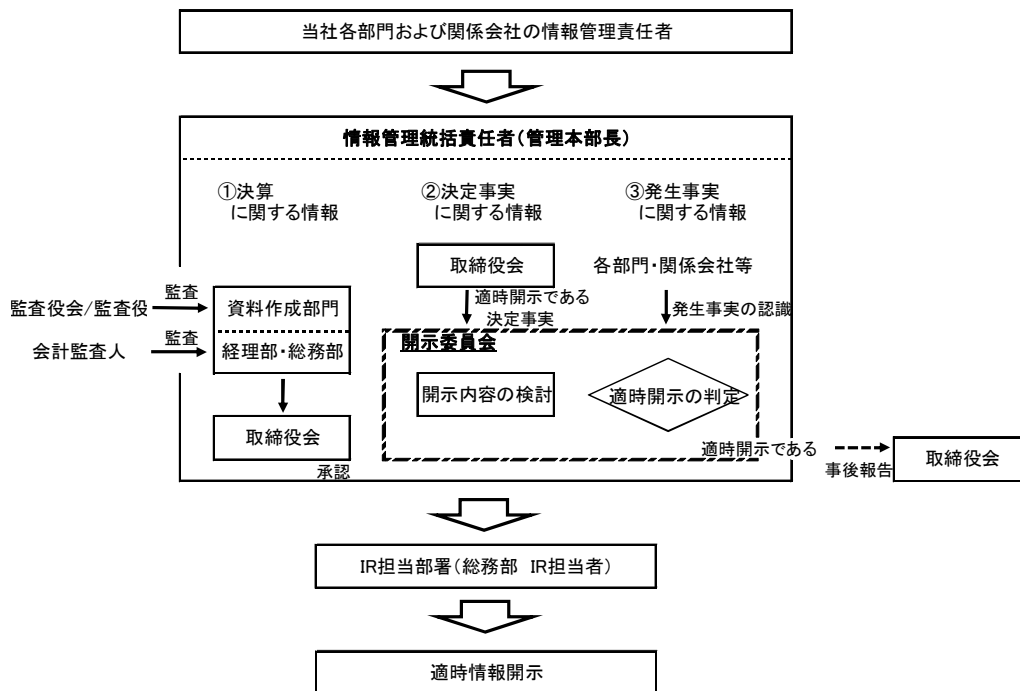 当社各部門および関係会社の情報管理責任者
情報管理統括責任者(管理本部長)
①決算
に関する情報
②決定事実
に関する情報
③発生事実
に関する情報
取締役会
各部門・関係会社等
監査役会/監査役
監査
資料作成部門
適時開示である
決定事実
発生事実の認識
会計監査人
監査
経理部・総務部
開示委員会
開示内容の検討
適時開示の判定
取締役会
承認
適時開示である
事後報告
取締役会
IR担当部署(総務部 IR担当者)
適時情報開示